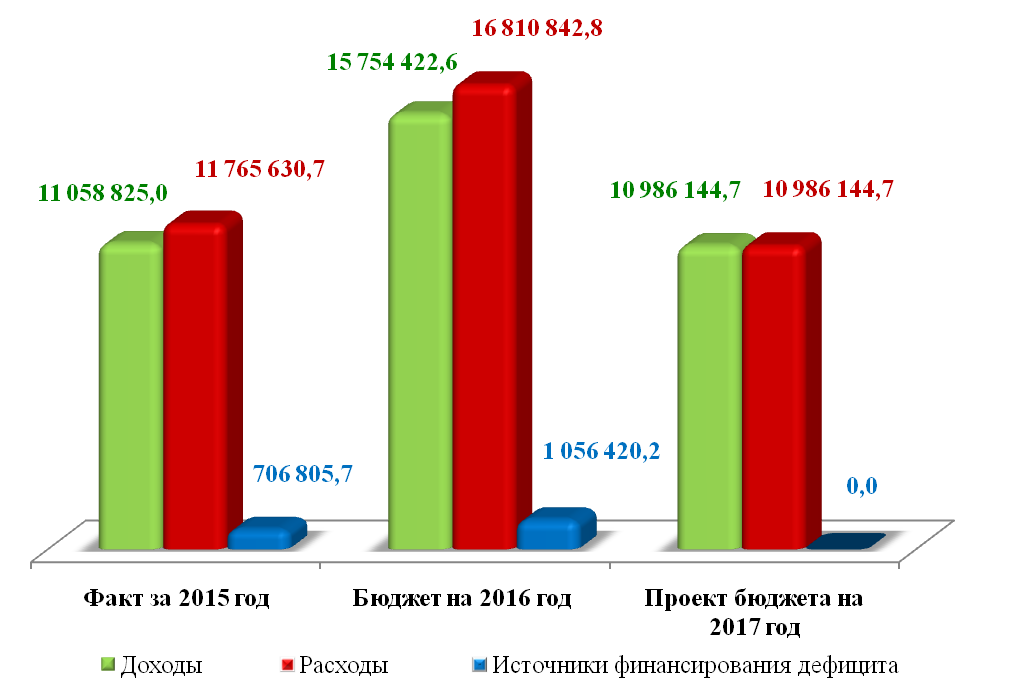 16 810 842,8
15 754 422,6
11 765 630,7
11 058 825,0
10 986 144,7 10 986 144,7
1 056 420,2
706 805,7
0,0
Факт за 2015 год
Бюджет на 2016 год
Проект бюджета на
2017 год
Доходы
Расходы
Источники финансирования дефицита